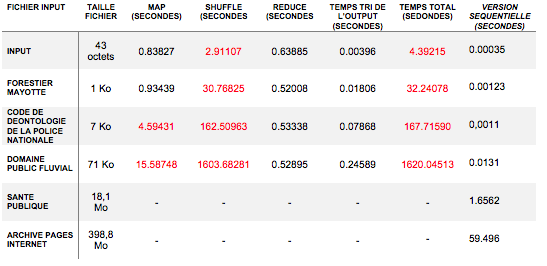 FICHIER INPUT TAILLE FICHIER MAP (SECONDES) SHUFFLE (SECONDES) REDUCE (SECONDES TEMPS TRI DE L'OUTPUT (SECONDES) TEMPS TOTAL (SEDONDES) VERSION SEQUENTIELLE (SECONDES)
INPUT 43 octets 0.83827 2.91107 0.63885 0.00396 4.39215 0.00035
FORESTIER MAYOTTE 1 Ko 0.93439 30.76825 0.52008 0.01806 32.24078 0.00123
CODE DE DEONTOLOGIE DE LA POLICE NATIONALE 7 Ko 4.59431 162.50963 0.53338 0.07868 167.71590 0,0011
DOMAINE PUBLIC FLUVIAL 71 Ko 15.58748 1603.68281 0.52895 0.24589 1620.04513 0.0131
SANTE PUBLIQUE 18,1 Mo - - - - - 1.6562
ARCHIVE PAGES INTERNET 398,8 Mo - - - - - 59.496